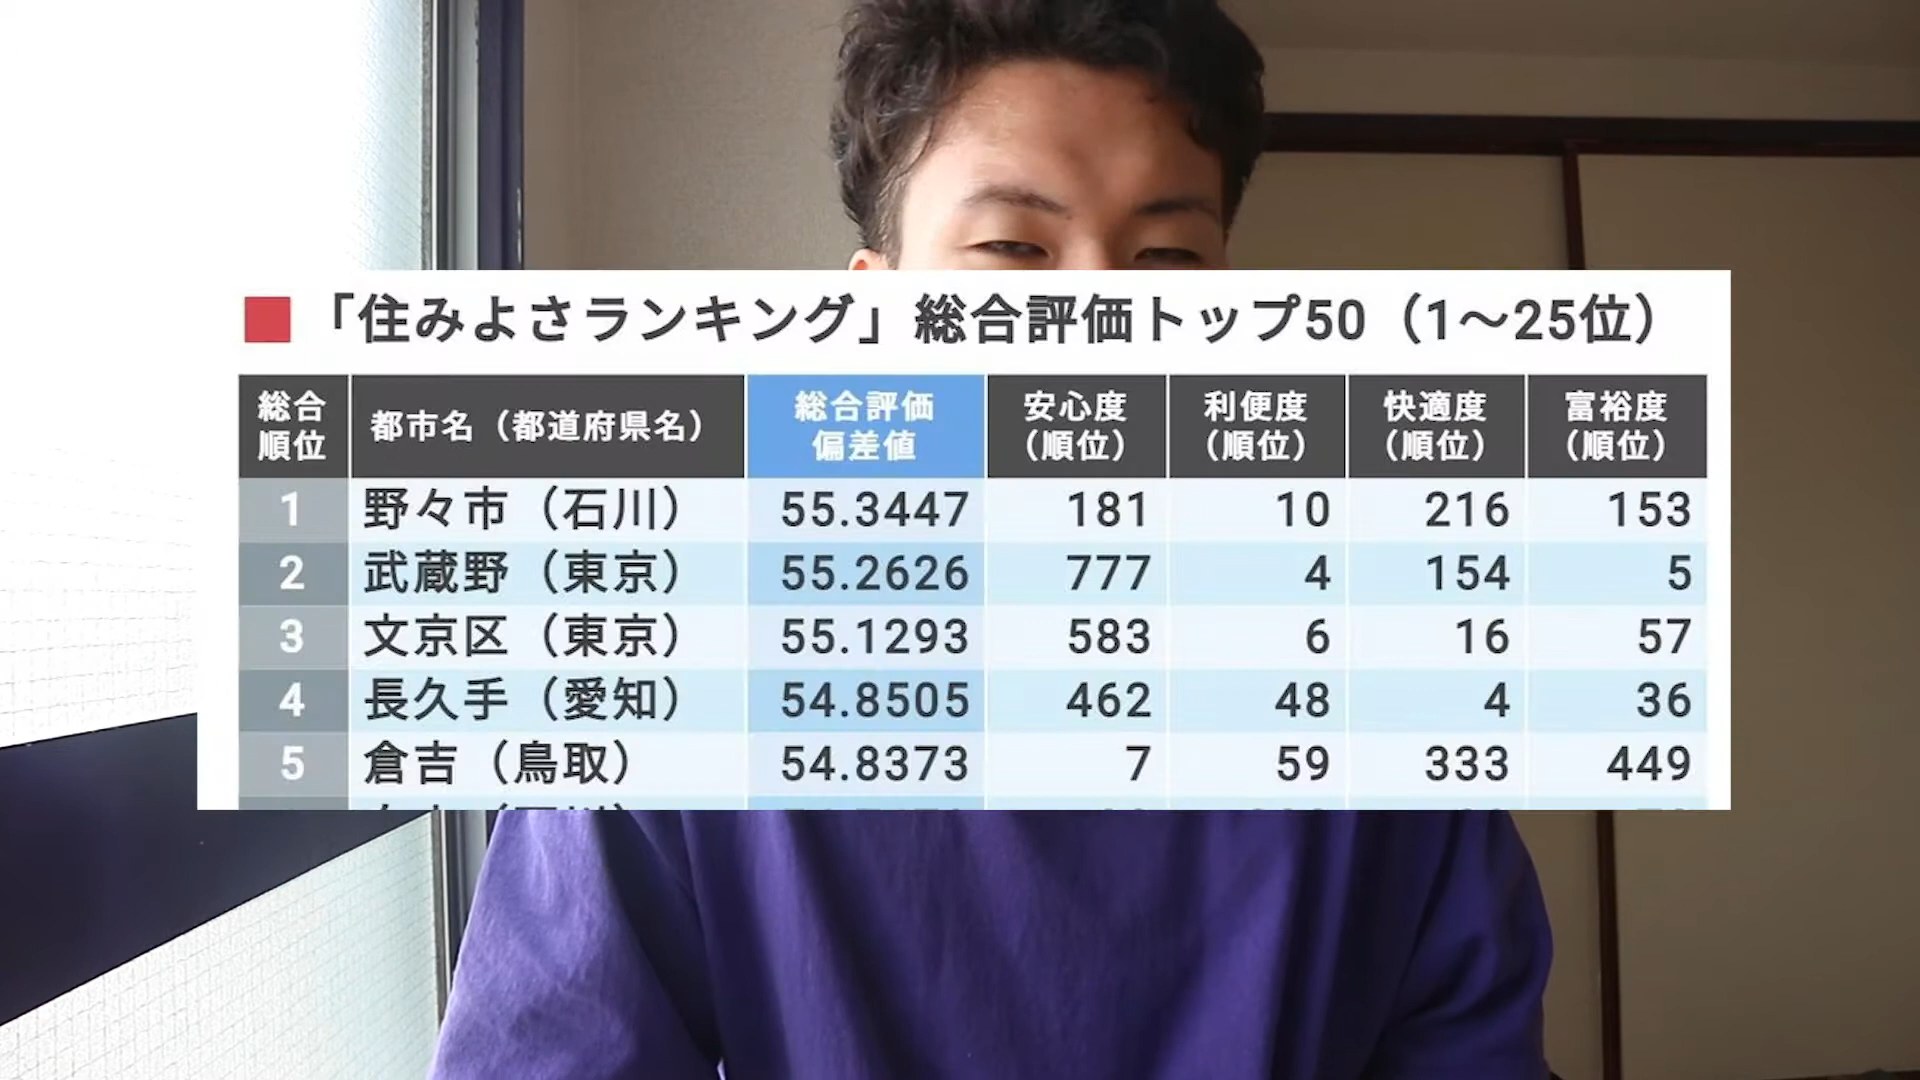 「住みよさランキング」総合評価トップ50（1〜25位）
総合順位 都市名（都道府県名） 総合評価偏差値 安心度（順位） 利便度（順位） 快適度（順位） 富裕度（順位）
1 野々市（石川） 55.3447 181 10 216 153
2 武蔵野（東京） 55.2626 777 4 154 5
3 文京区（東京） 55.1293 583 6 16 57
4 長久手（愛知） 54.8505 462 48 4 36
5 倉吉（鳥取） 54.8373 7 59 333 449